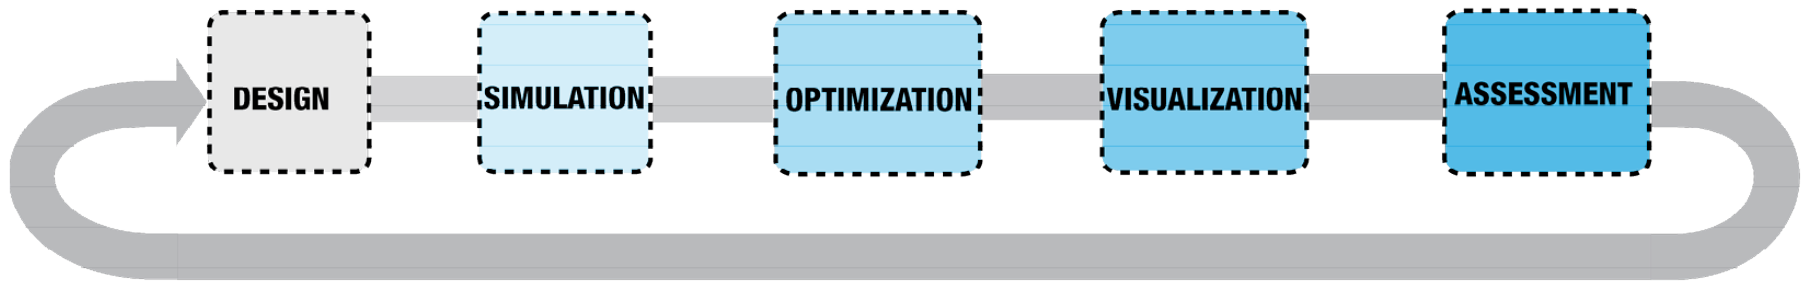 DESIGN
SIMULATION
OPTIMIZATION
VISUALIZATION
ASSESSMENT